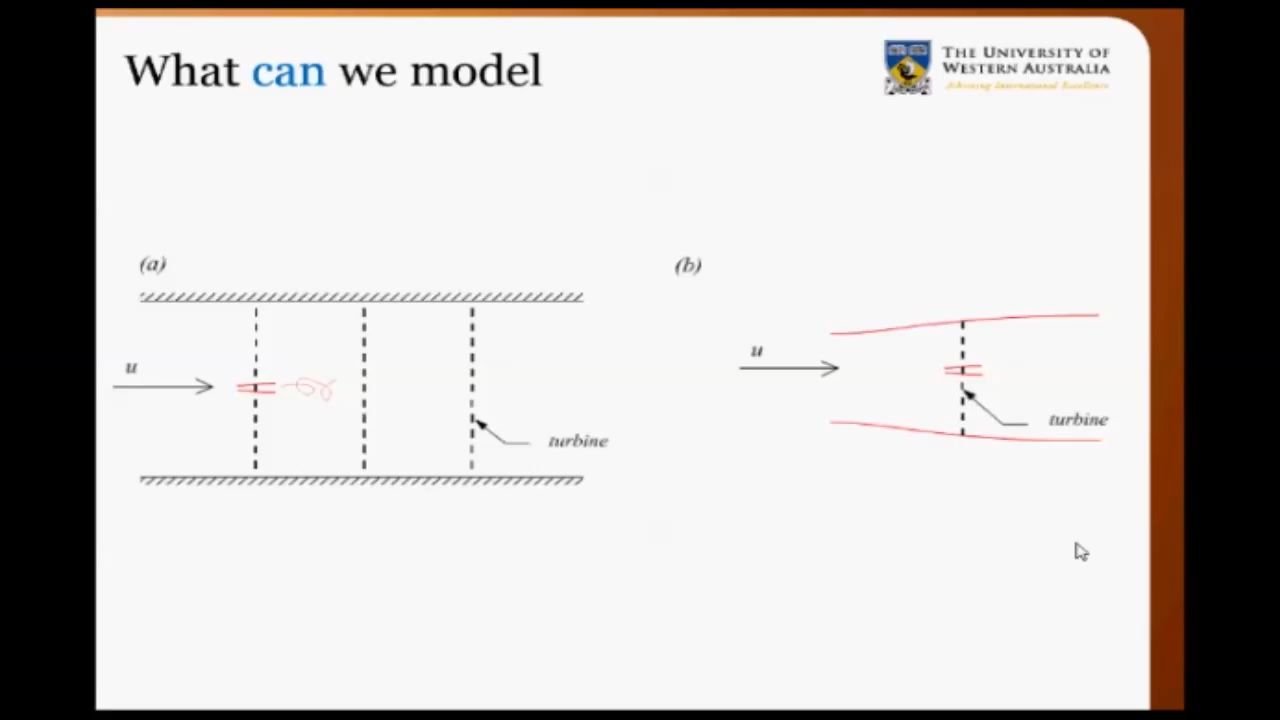 What can we model
THE UNIVERSITY OF
WESTERN AUSTRALIA
Achieving International Excellence
(a)
(b)
u
u
turbine
turbine